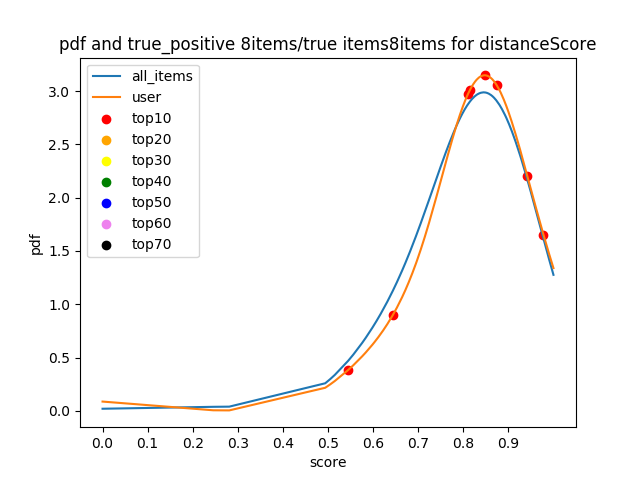 pdf and true_positive 8items/true items8items for distanceScore
all_items
user
top10
top20
top30
top40
top50
top60
top70
pdf
3.0
2.5
2.0
1.5
1.0
0.5
0.0
0.0 0.1 0.2 0.3 0.4 0.5 0.6 0.7 0.8 0.9
score